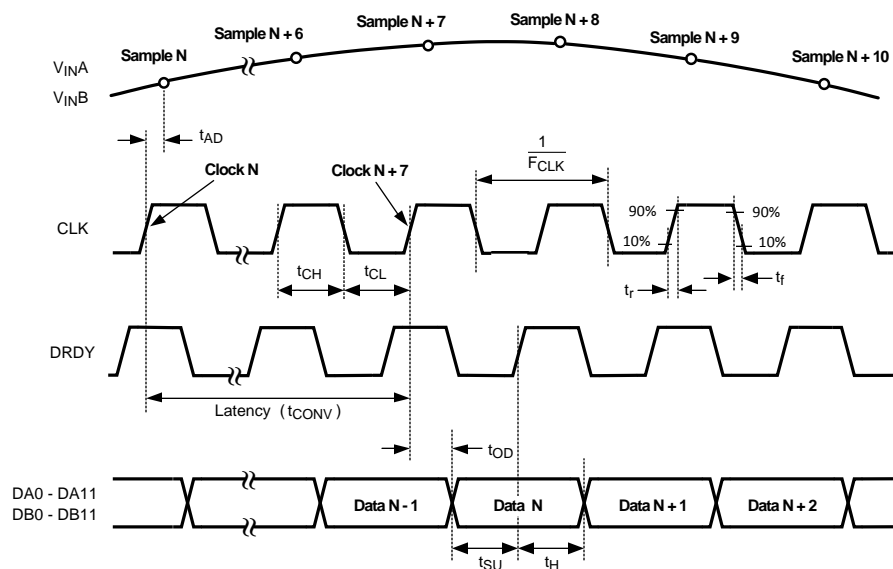 Sample N
Sample N + 6
Sample N + 7
Sample N + 8
Sample N + 9
Sample N + 10
VINA
VINB
tAD
Clock N
Clock N + 7
1
FCLK
CLK
90%
90%
10%
10%
tCH
tCL
tr
tf
DRDY
Latency (tCONV)
tOD
DA0 - DA11
DB0 - DB11
Data N-1
Data N
Data N+1
Data N+2
tSU
tH